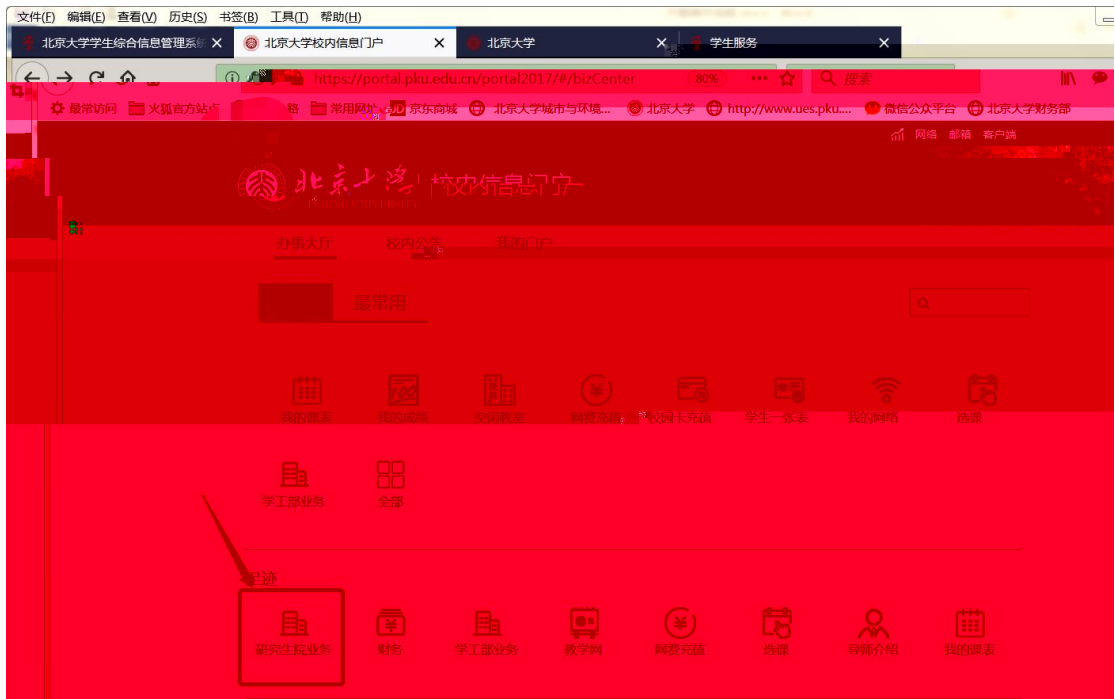 文件(F) 编辑(E) 查看(V) 历史(S) 书签(B) 工具(T) 帮助(H)
北京大学学生综合信息管理系统 北京大学校内信息门户 北京大学 学生服务
https://portal.pku.edu.cn/portal2017/#/bizCenter 80% 搜索
最常访问 火狐官方站点 常用网址 京东商城 北京大学城市与环境... 北京大学 http://www.ues.pku.... 微信公众平台 北京大学财务部
网络 邮箱 客户端
北京大学 校内信息门户
PEKING UNIVERSITY
办事大厅 校内公告 我的门户
最常用
我的课表 我的成绩 空闲教室 网费充值 校园卡充值 学生一张表 我的网络 选课
学工部业务 全部
足迹
研究生院业务 财务 学工部业务 教学网 网费充值 选课 导师介绍 我的课表